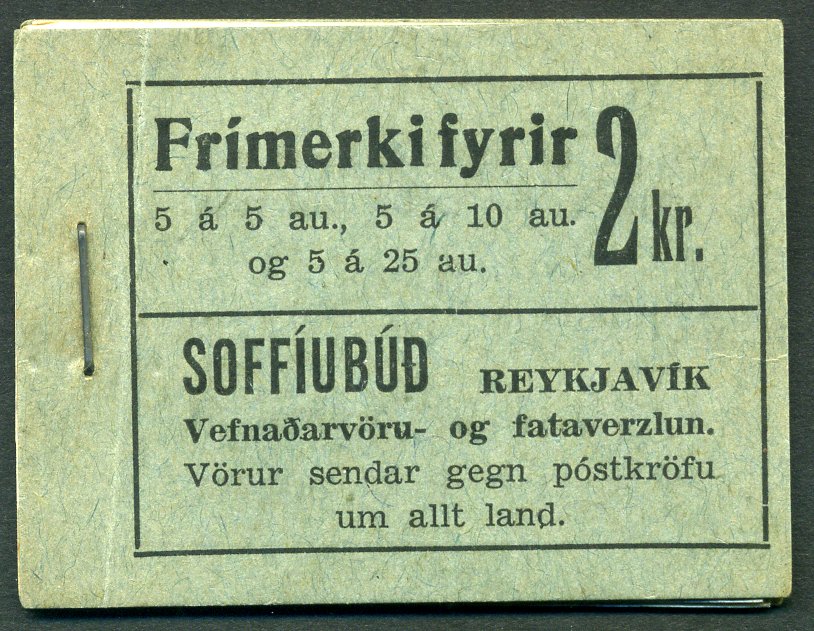 Frímerki fyrir 2 kr.
5 á 5 au., 5 á 10 au.
og 5 á 25 au.
SOFFÍUBÚÐ REYKJAVÍK
Vefnaðarvöru- og fataverzlun.
Vörur sendar gegn póstkröfu
um allt land.